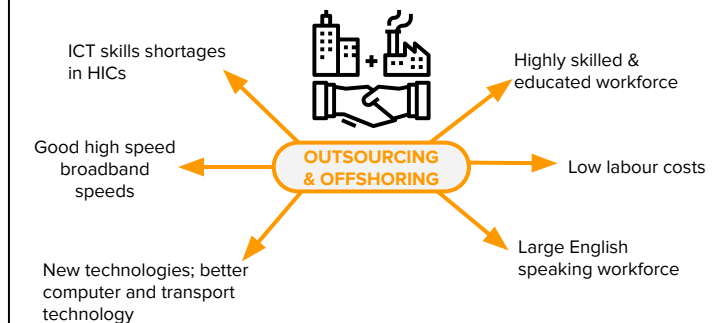 ICT skills shortages
in HICs
Highly skilled &
educated workforce
Good high speed
broadband
speeds
OUTSOURCING
& OFFSHORING
Low labour costs
New technologies; better
computer and transport
technology
Large English
speaking workforce